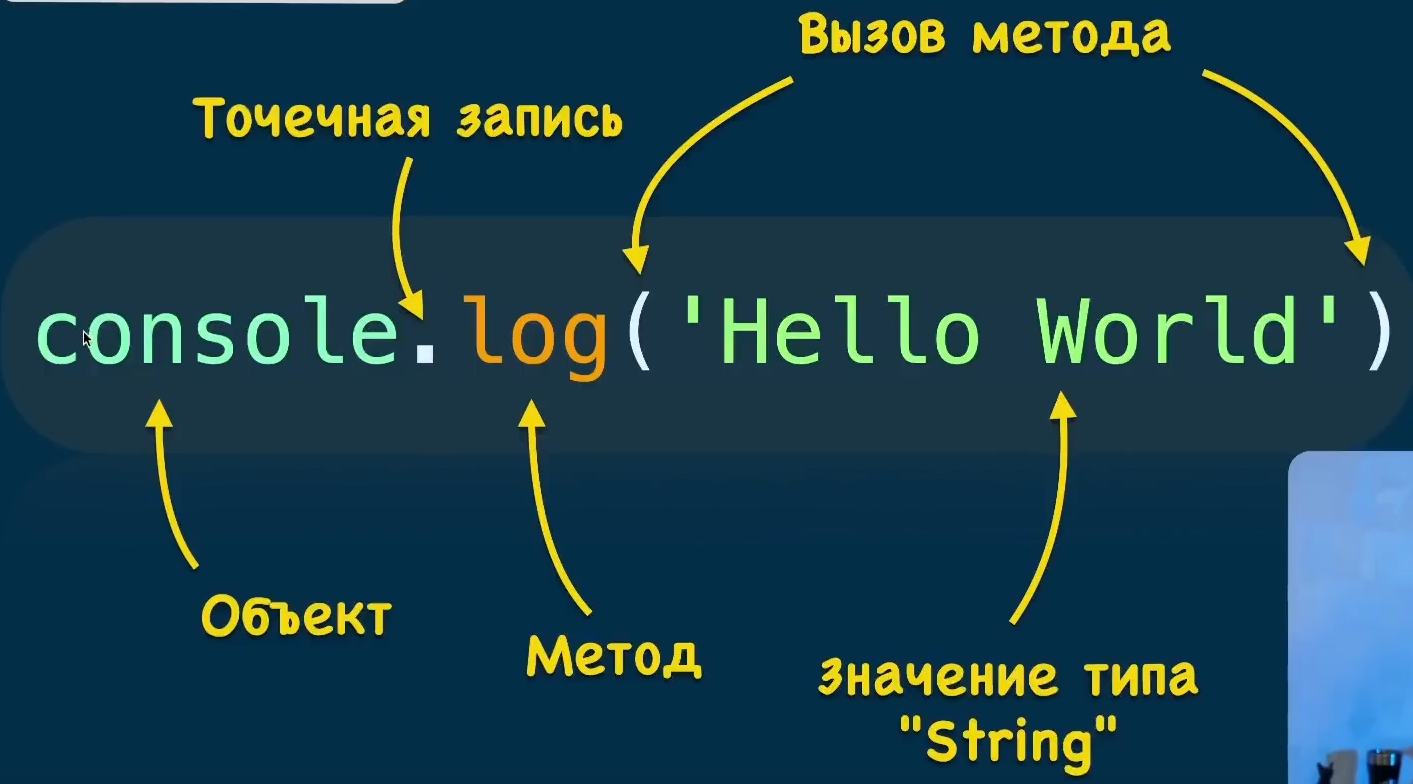 Вызов метода
Точечная запись
console.log('Hello World')
Объект
Метод
Значение типа
"String"